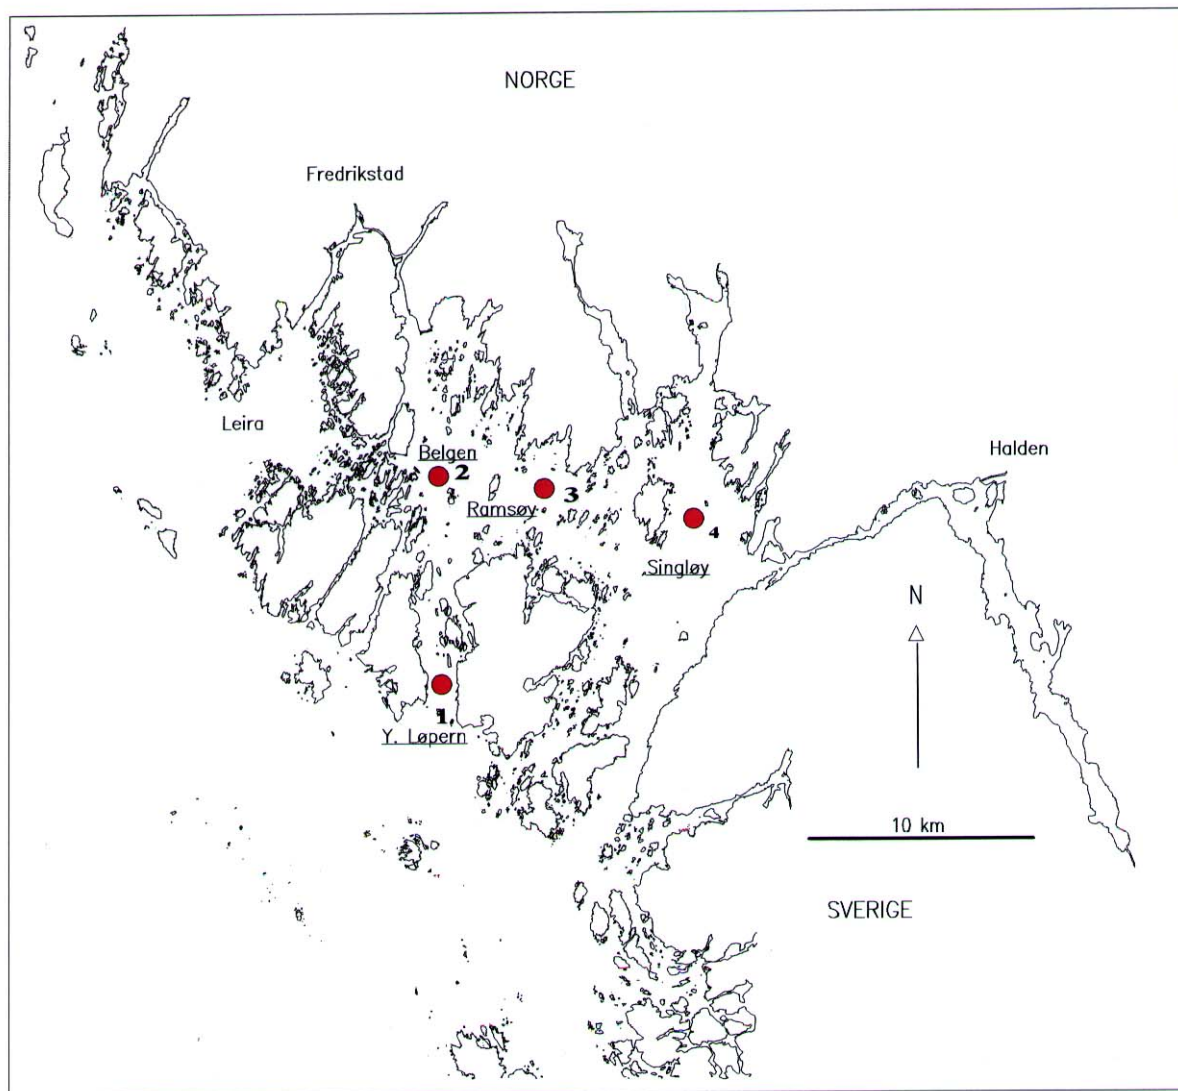 NORGE
Fredrikstad
Leira
Halden
Belgen
2
Ramsøy
3
4
Singløy
N
1
Y. Løpern
10 km
SVERIGE